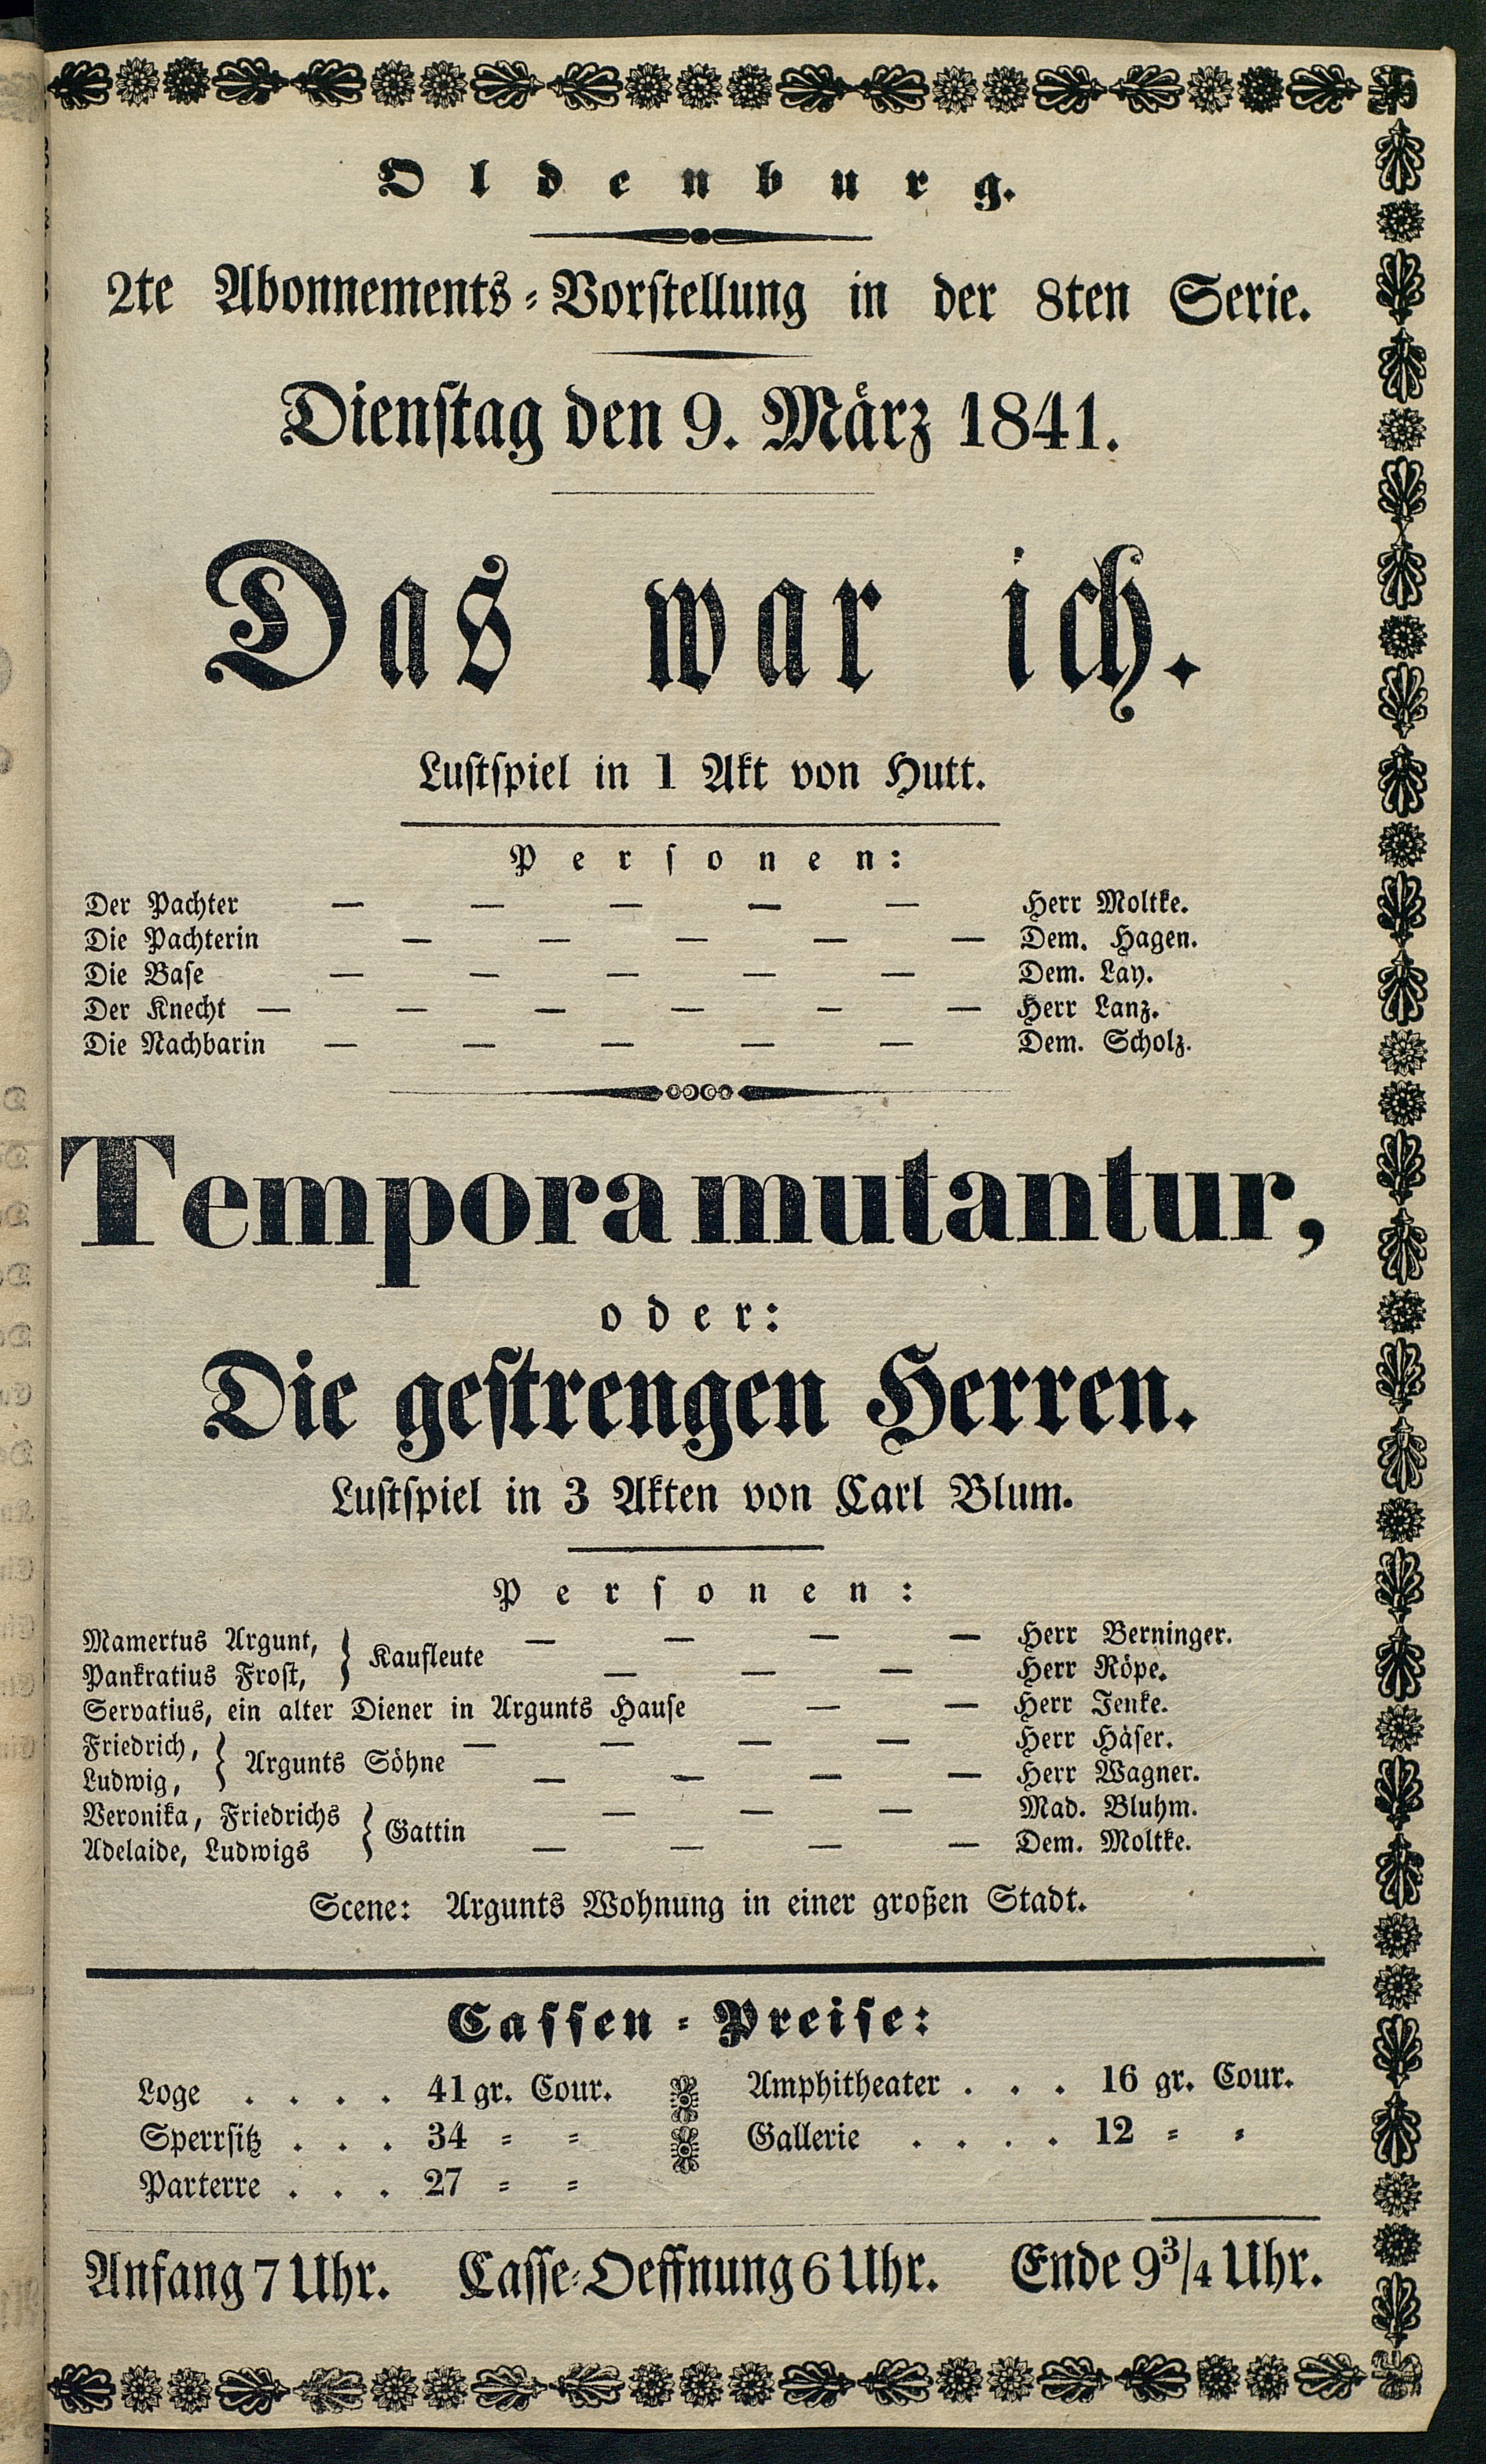 Oldenburg.
2te Abonnements-Vorstellung in der 8ten Serie.
Dienstag den 9. März 1841.
Das war ich.
Lustspiel in 1 Akt von Hutt.
Personen:
Der Pachter — — — — — Herr Moltke.
Die Pachterin — — — — — Dem. Hagen.
Die Base — — — — — Dem. Lay.
Der Knecht — — — — — — Herr Lanz.
Die Nachbarin — — — — — Dem. Scholz.
Tempora mutantur,
oder:
Die gestrengen Herren.
Lustspiel in 3 Akten von Carl Blum.
Personen:
Mamertus Argunt, } Kaufleute — — — — Herr Berninger.
Pankratius Frost, — — — Herr Röpe.
Servatius, ein alter Diener in Argunts Hause — — Herr Jenke.
Friedrich, } Argunts Söhne — — — — Herr Häser.
Ludwig, — — — — Herr Wagner.
Veronika, Friedrichs } Gattin — — — Mad. Bluhm.
Adelaide, Ludwigs — — — — Dem. Moltke.
Scene: Argunts Wohnung in einer großen Stadt.
Cassen-Preise:
Loge . . . . 41 gr. Cour. Amphitheater . . . 16 gr. Cour.
Sperrsitz . . . 34 = = Gallerie . . . . 12 = =
Parterre . . . 27 = =
Anfang 7 Uhr. Casse-Oeffnung 6 Uhr. Ende 9 3/4 Uhr.